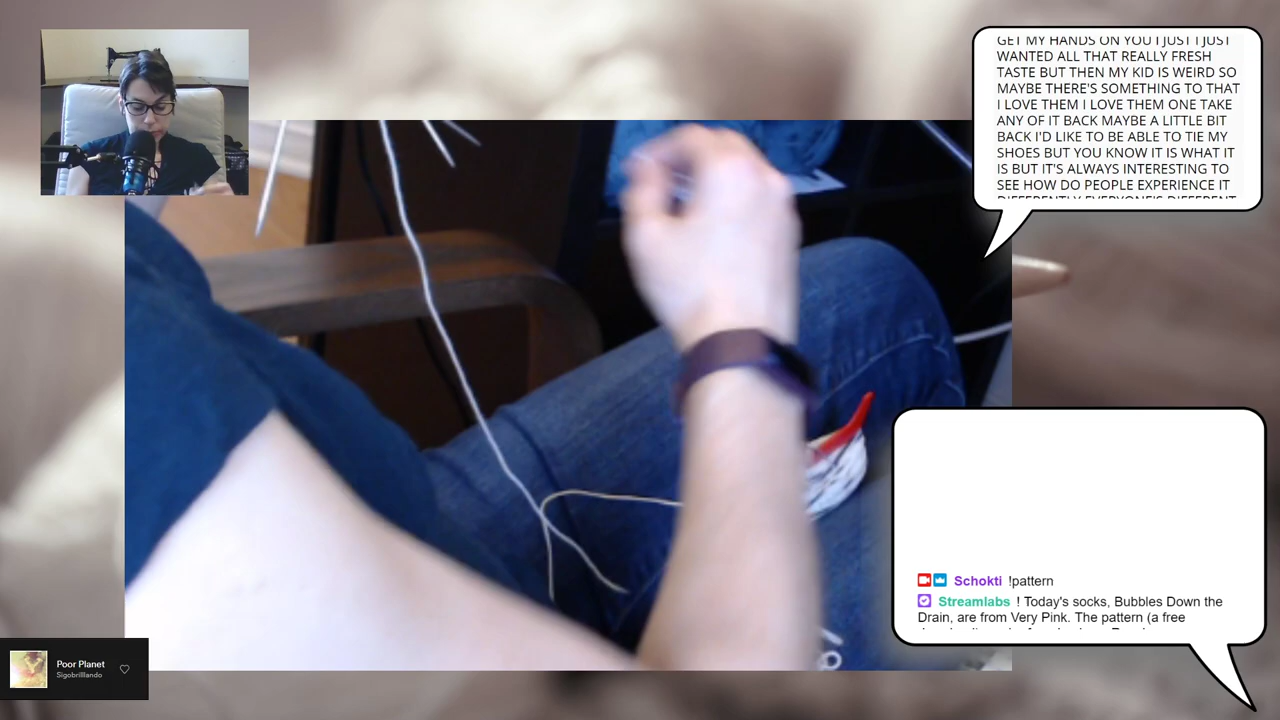 GET MY HANDS ON YOU I JUST I JUST
WANTED ALL THAT REALLY FRESH
TASTE BUT THEN MY KID IS WEIRD SO
MAYBE THERE'S SOMETHING TO THAT
I LOVE THEM I LOVE THEM ONE TAKE
ANY OF IT BACK MAYBE A LITTLE BIT
BACK I'D LIKE TO BE ABLE TO TIE MY
SHOES BUT YOU KNOW IT IS WHAT IT
IS BUT IT'S ALWAYS INTERESTING TO
SEE HOW DO PEOPLE EXPERIENCE IT
DIFFERENTLY EVERYONE'S DIFFERENT
Schokti !pattern
Streamlabs ! Today's socks, Bubbles Down the
Drain, are from Very Pink. The pattern (a free
Poor Planet
Sigobrilllando